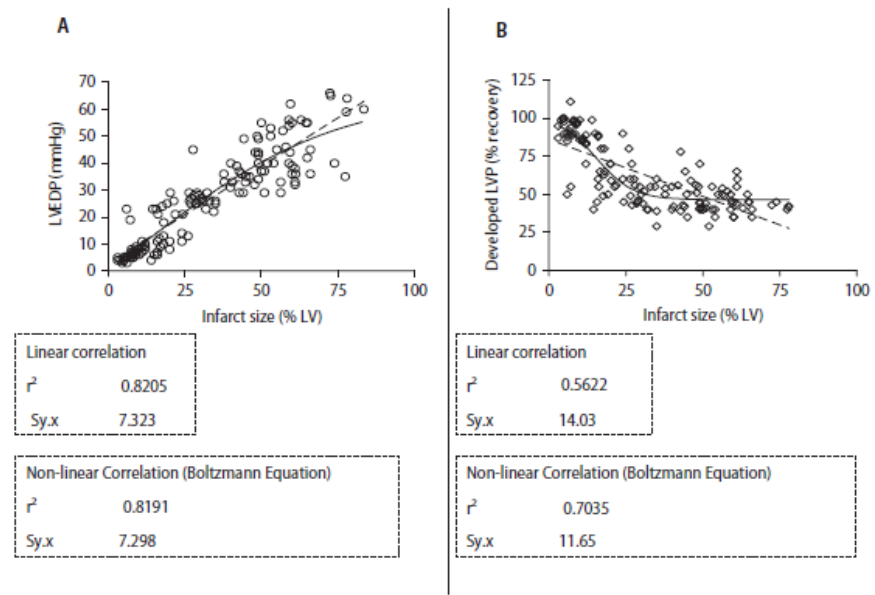 A
70
60
50
40
30
20
10
0
LVEDP (mmHg)
0 25 50 75 100
Infarct size (% LV)
Linear correlation
r² 0.8205
Sy.x 7.323
Non-linear Correlation (Boltzmann Equation)
r² 0.8191
Sy.x 7.298
B
125
100
75
50
25
0
Developed LVP (% recovery)
0 25 50 75 100
Infarct size (% LV)
Linear correlation
r² 0.5622
Sy.x 14.03
Non-linear Correlation (Boltzmann Equation)
r² 0.7035
Sy.x 11.65